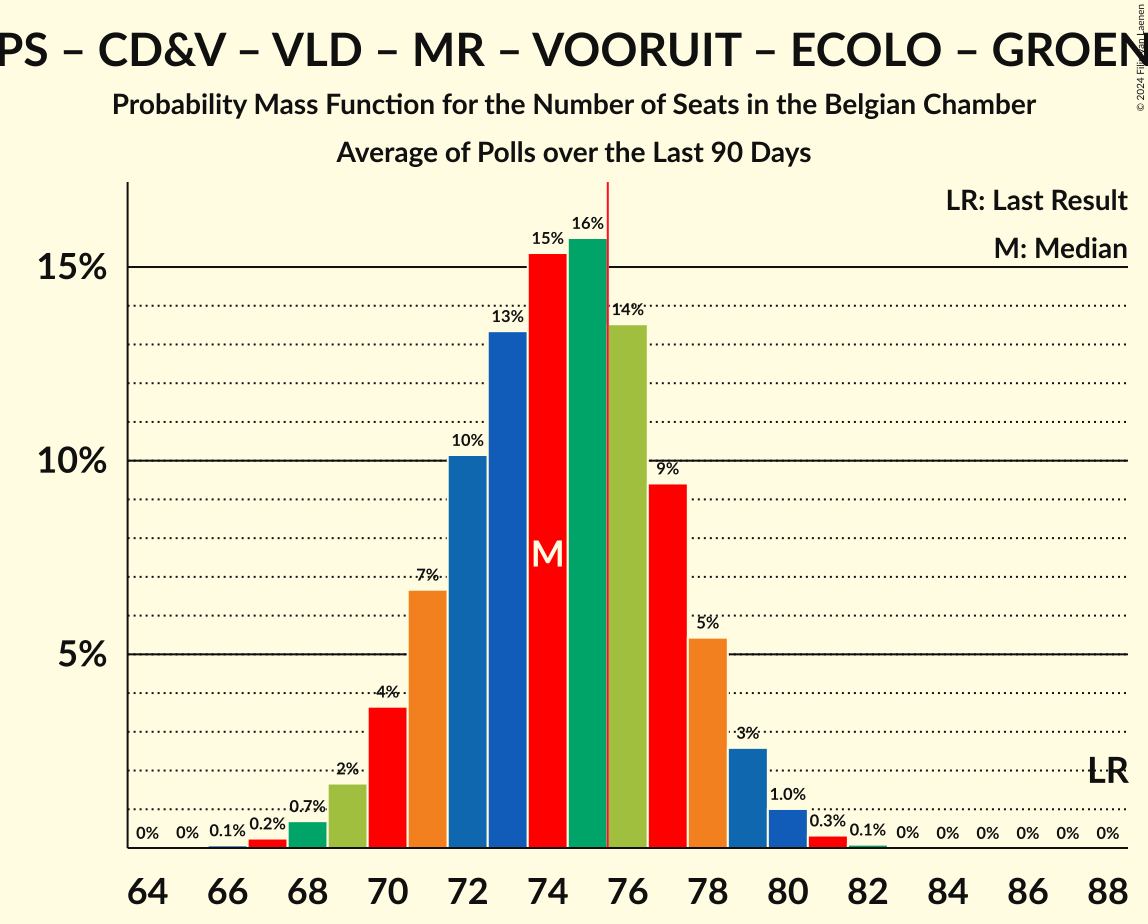 PS – CD&V – VLD – MR – VOORUIT – ECOLO – GROEN
Probability Mass Function for the Number of Seats in the Belgian Chamber
Average of Polls over the Last 90 Days
© 2024 Filip van Laenen
LR: Last Result
M: Median
15%
10%
5%
0% 0% 0.1% 0.2% 0.7% 2% 4% 7% 10% 13% 15% 16% 14% 9% 5% 3% 1.0% 0.3% 0.1% 0% 0% 0% 0% 0% 0%
M
LR
64 66 68 70 72 74 76 78 80 82 84 86 88